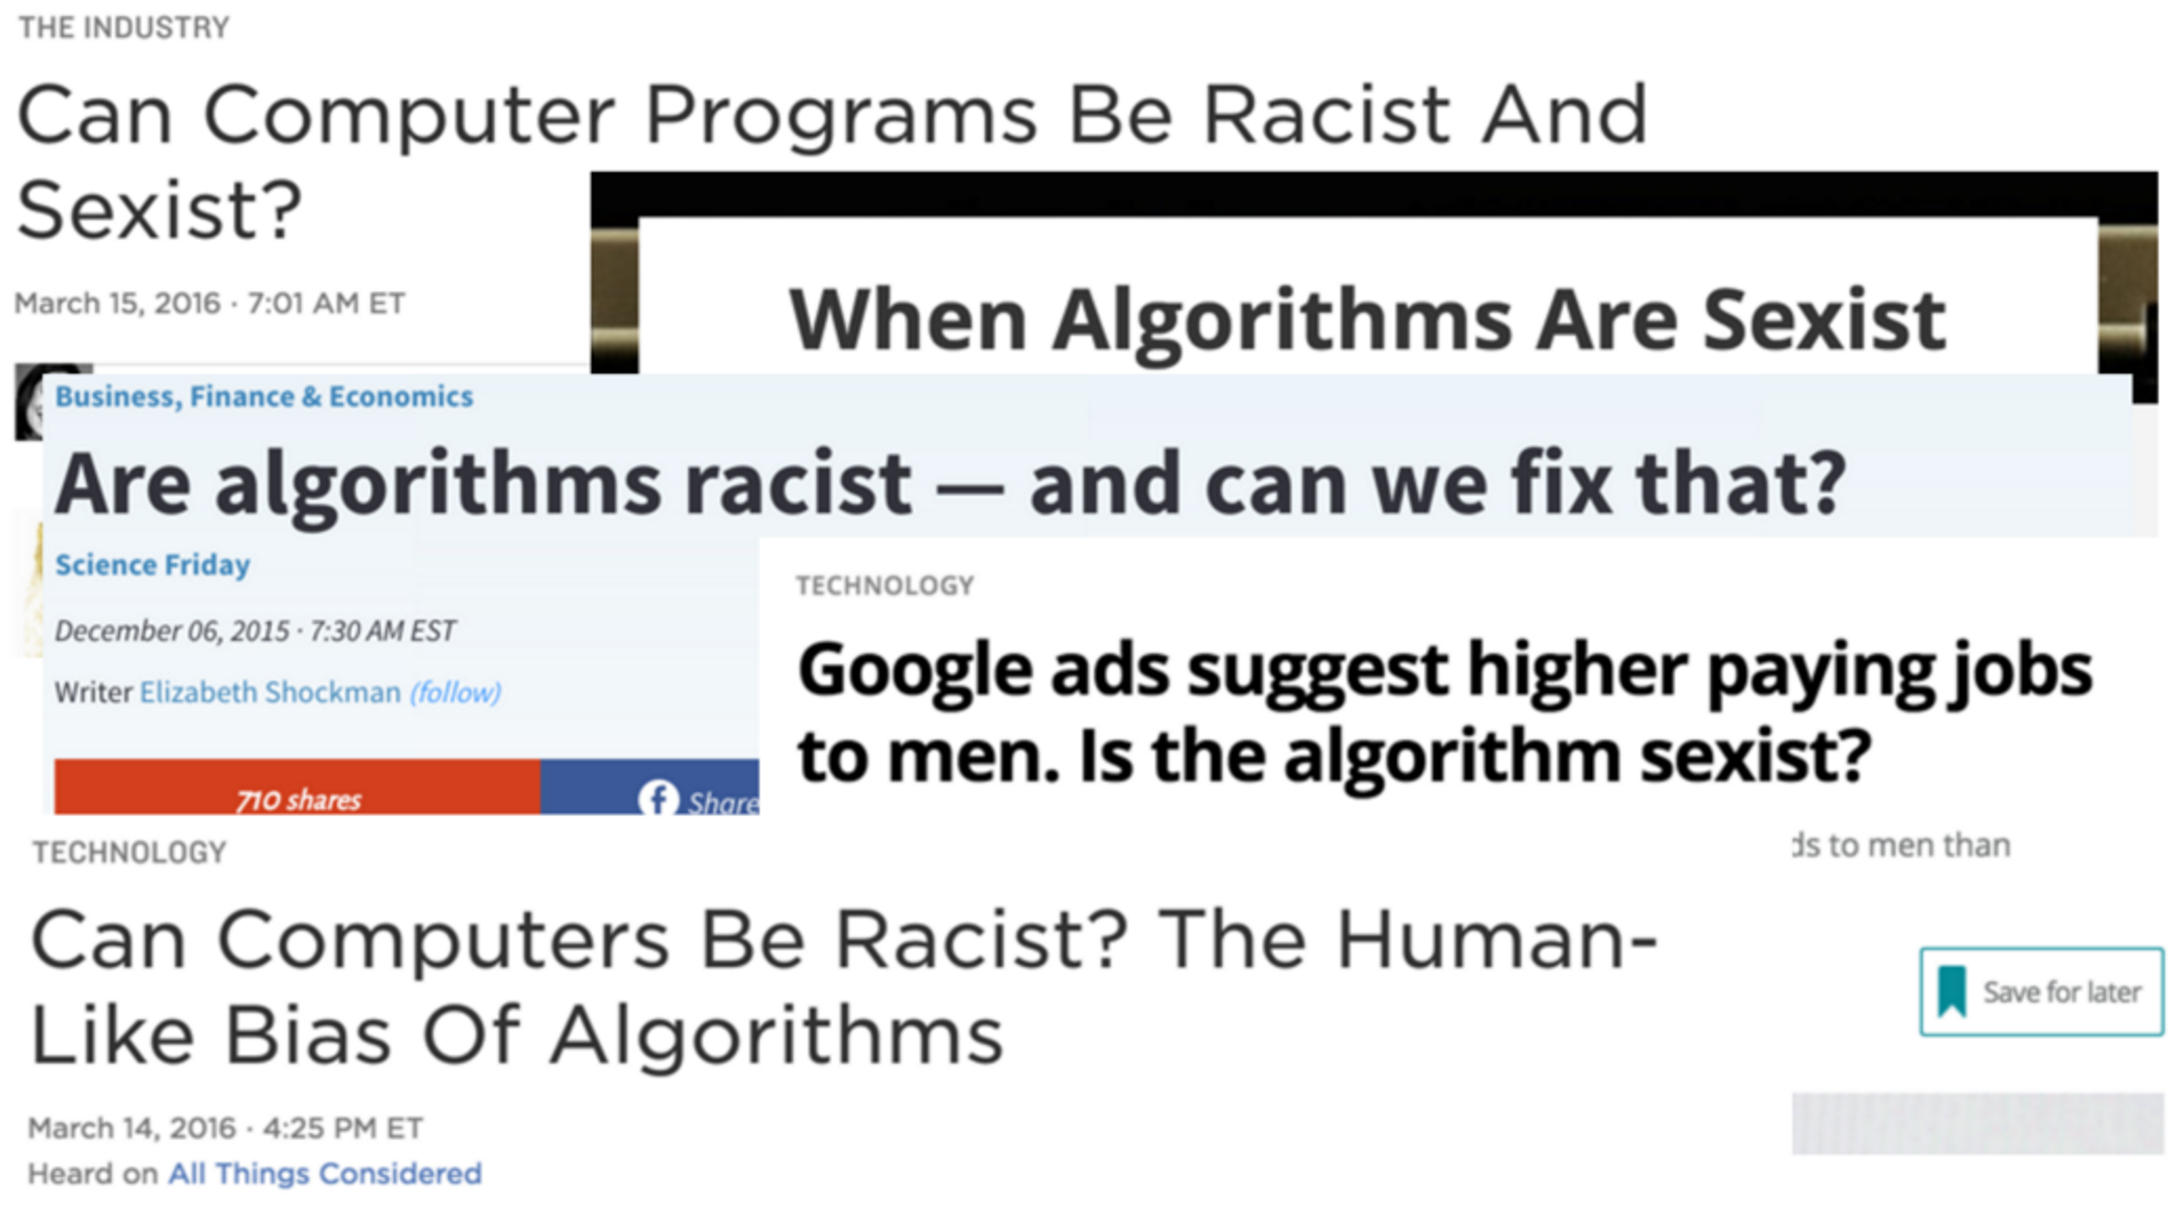 THE INDUSTRY
Can Computer Programs Be Racist And
Sexist?
March 15, 2016 · 7:01 AM ET
When Algorithms Are Sexist
Business, Finance & Economics
Are algorithms racist — and can we fix that?
Science Friday
December 06, 2015 · 7:30 AM EST
Writer Elizabeth Shockman (follow)
710 shares
Share
TECHNOLOGY
Google ads suggest higher paying jobs
to men. Is the algorithm sexist?
ds to men than
TECHNOLOGY
Can Computers Be Racist? The Human-
Like Bias Of Algorithms
Save for later
March 14, 2016 · 4:25 PM ET
Heard on All Things Considered